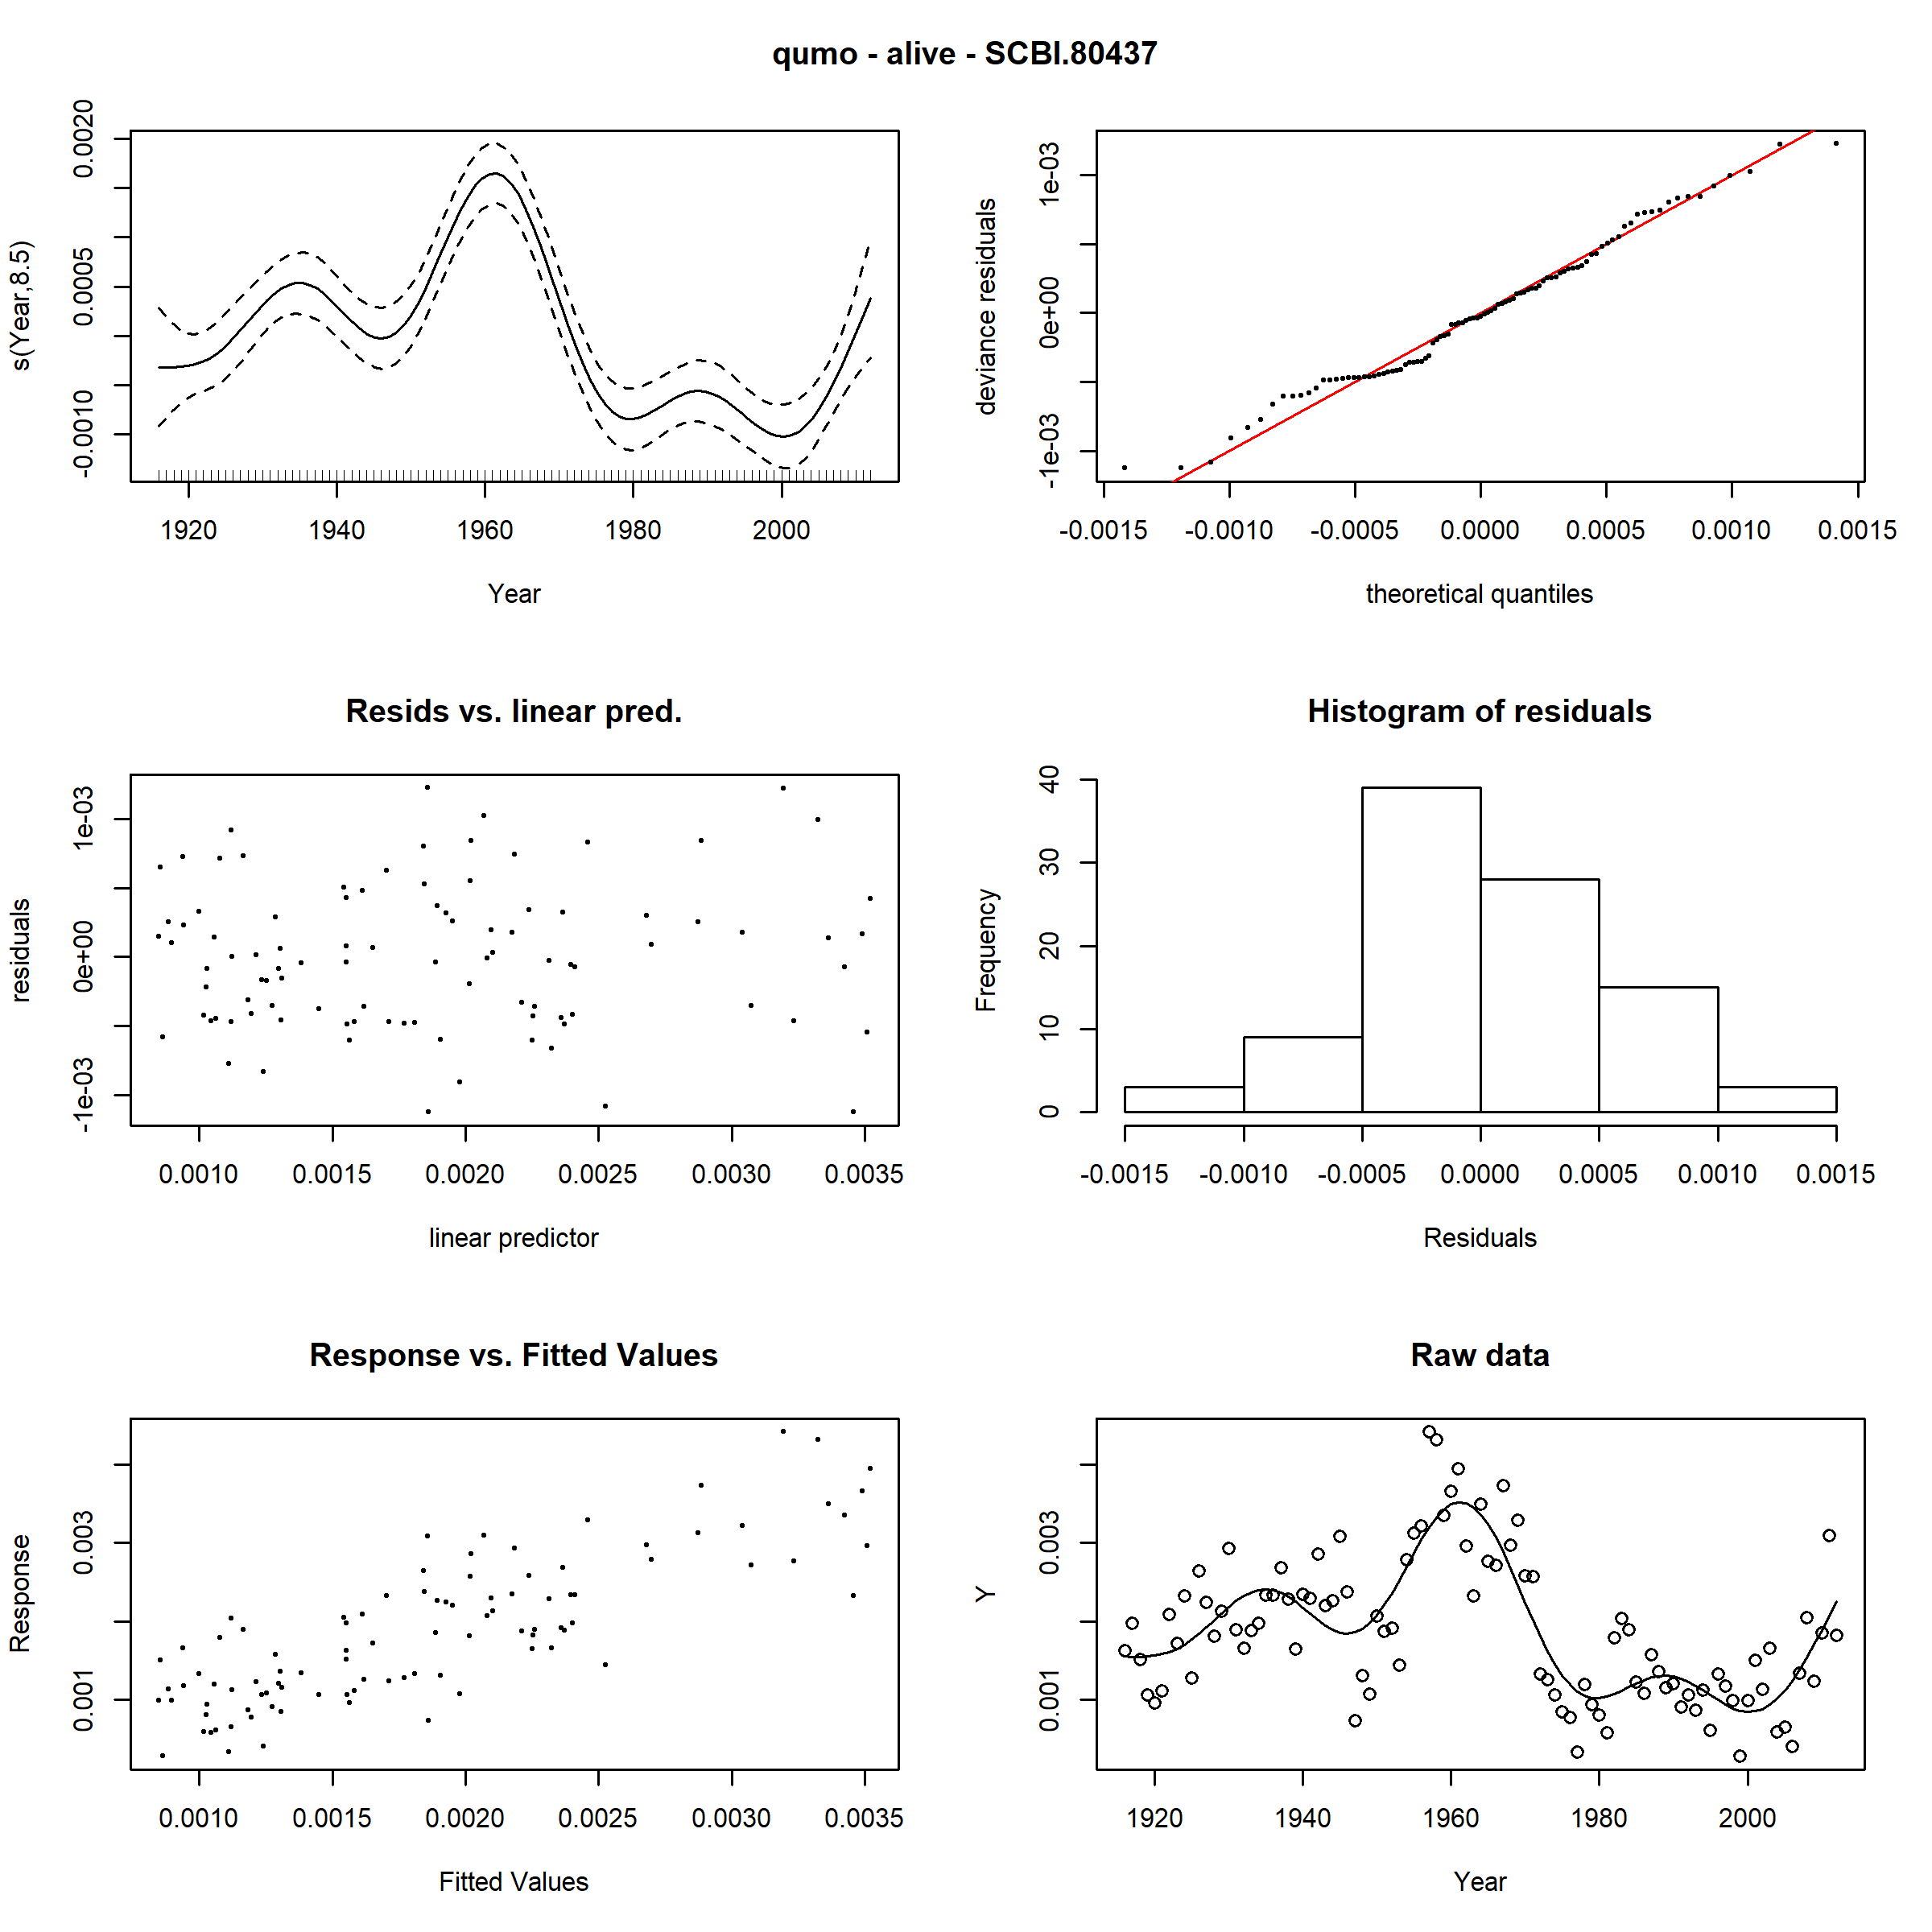 qumo - alive - SCBI.80437
s(Year,8.5)
-0.0010 0.0005 0.0020
1920 1940 1960 1980 2000
Year
deviance residuals
-1e-03 0e+00 1e-03
-0.0015 -0.0010 -0.0005 0.0000 0.0005 0.0010 0.0015
theoretical quantiles
Resids vs. linear pred.
residuals
-1e-03 0e+00 1e-03
0.0010 0.0015 0.0020 0.0025 0.0030 0.0035
linear predictor
Histogram of residuals
Frequency
0 10 20 30 40
-0.0015 -0.0010 -0.0005 0.0000 0.0005 0.0010 0.0015
Residuals
Response vs. Fitted Values
Response
0.001 0.003
0.0010 0.0015 0.0020 0.0025 0.0030 0.0035
Fitted Values
Raw data
Y
0.001 0.003
1920 1940 1960 1980 2000
Year